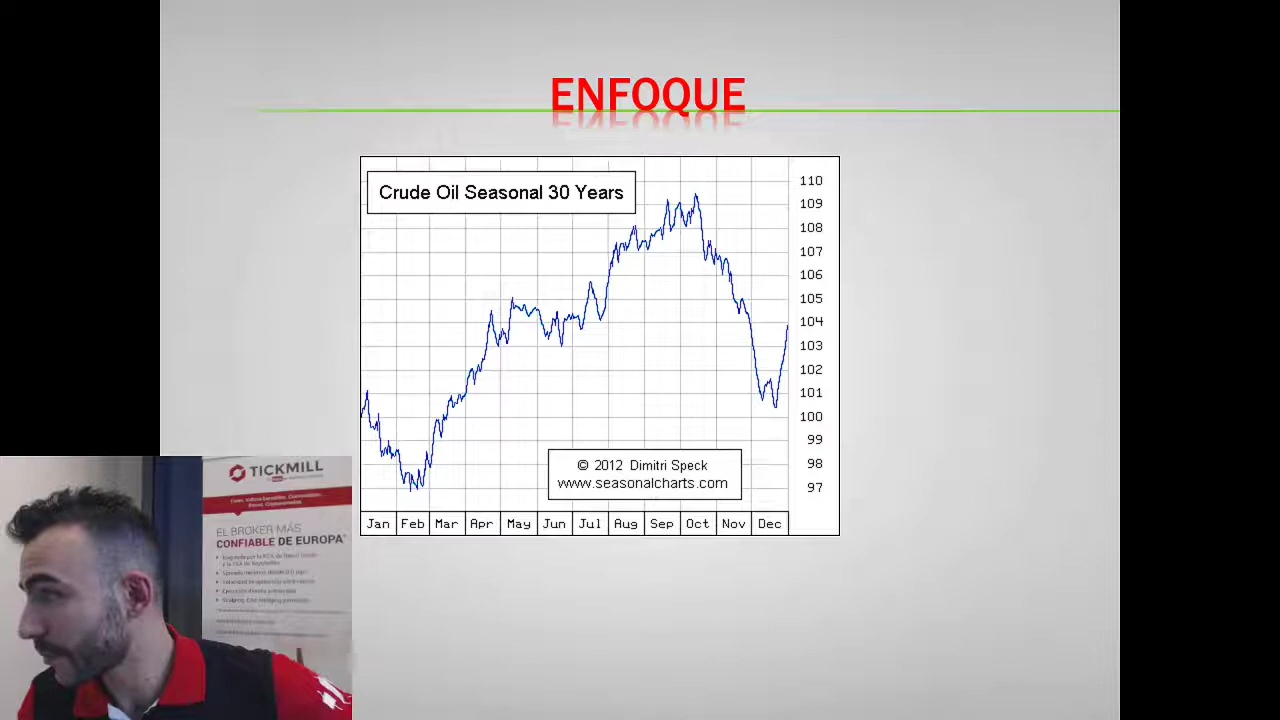 ENFOQUE
Crude Oil Seasonal 30 Years
110
109
108
107
106
105
104
103
102
101
100
99
98
97
© 2012 Dimitri Speck
www.seasonalcharts.com
Jan Feb Mar Apr May Jun Jul Aug Sep Oct Nov Dec
TICKMILL
EL BROKER MÁS
CONFIABLE DE EUROPA